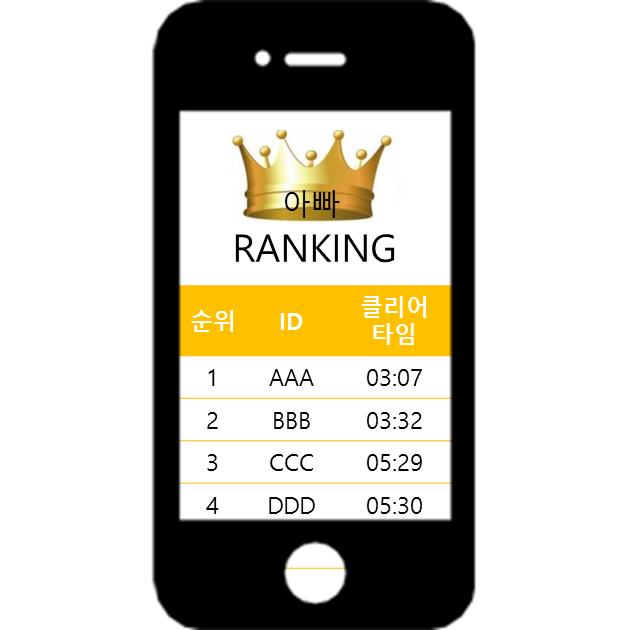 아빠
RANKING
순위 ID 클리어 타임
1 AAA 03:07
2 BBB 03:32
3 CCC 05:29
4 DDD 05:30